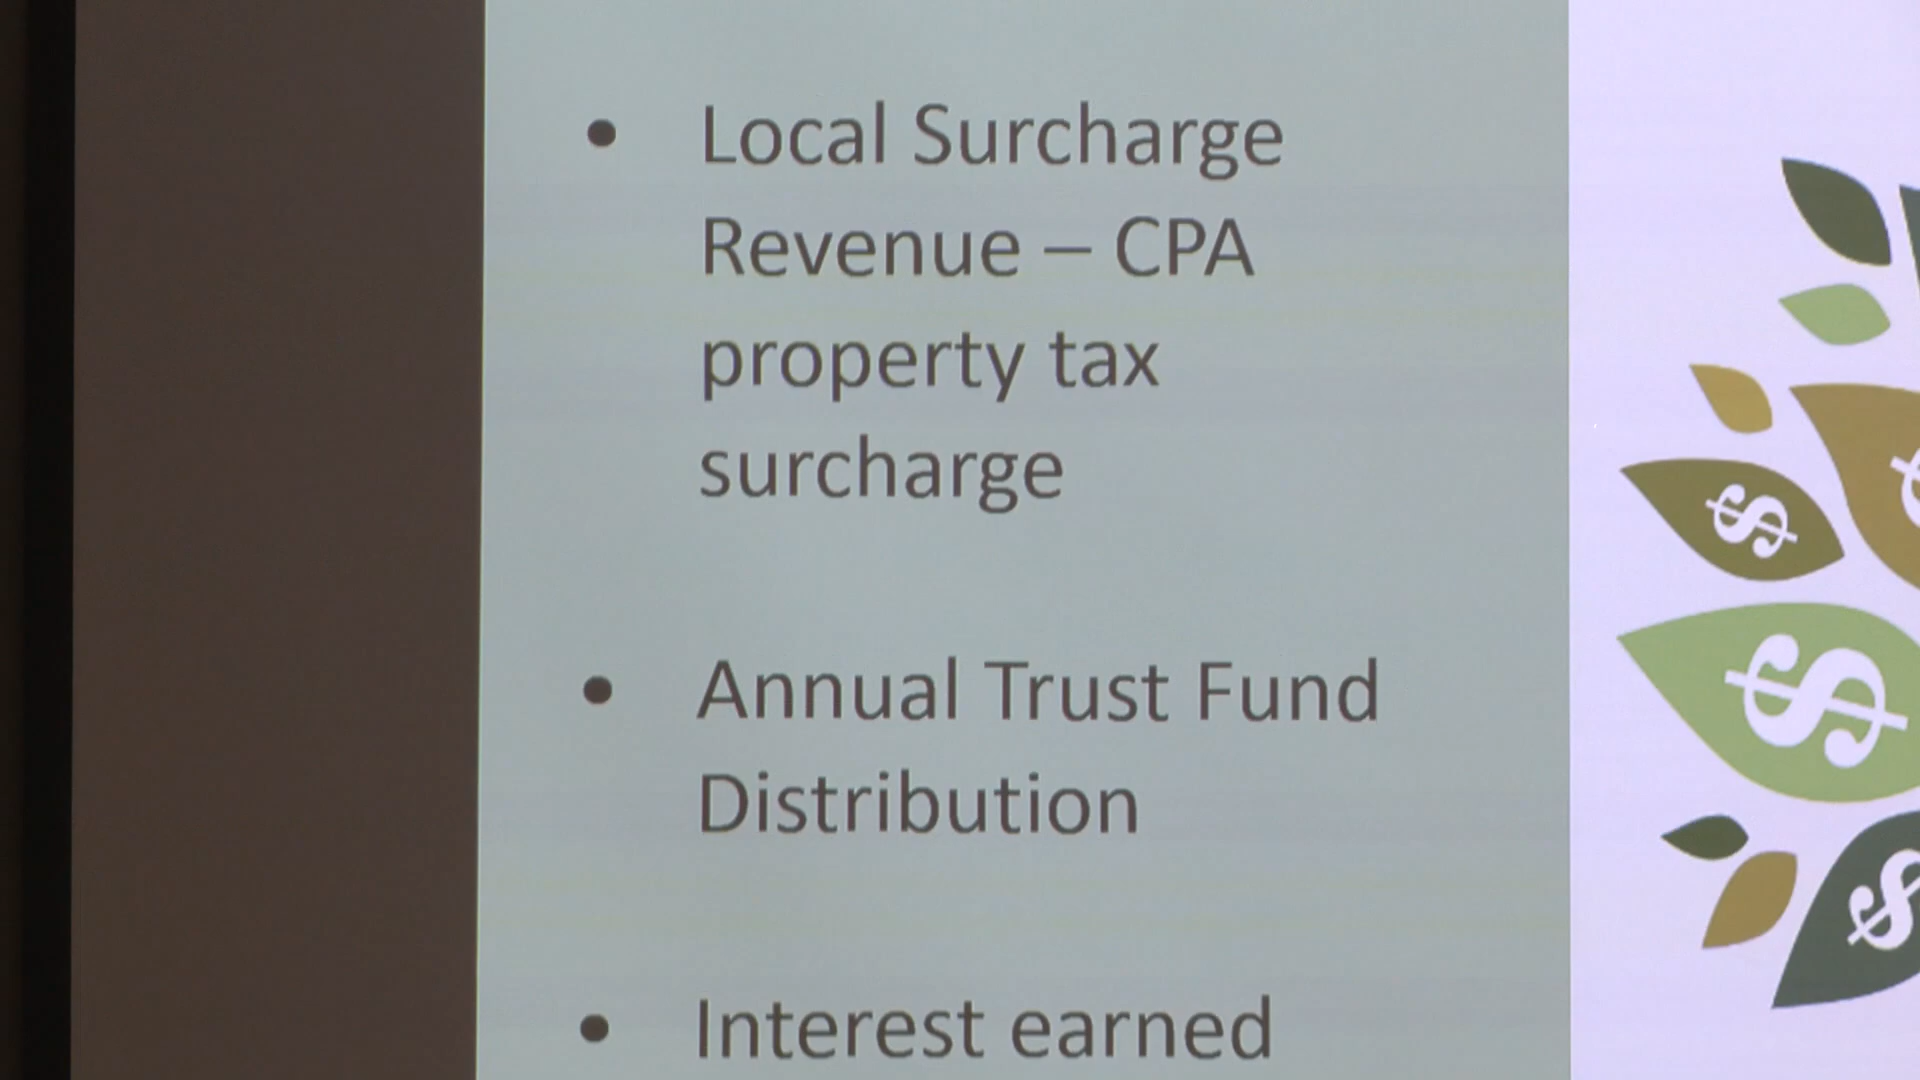 • Local Surcharge
Revenue – CPA
property tax
surcharge
• Annual Trust Fund
Distribution
• Interest earned
$
$
$
$